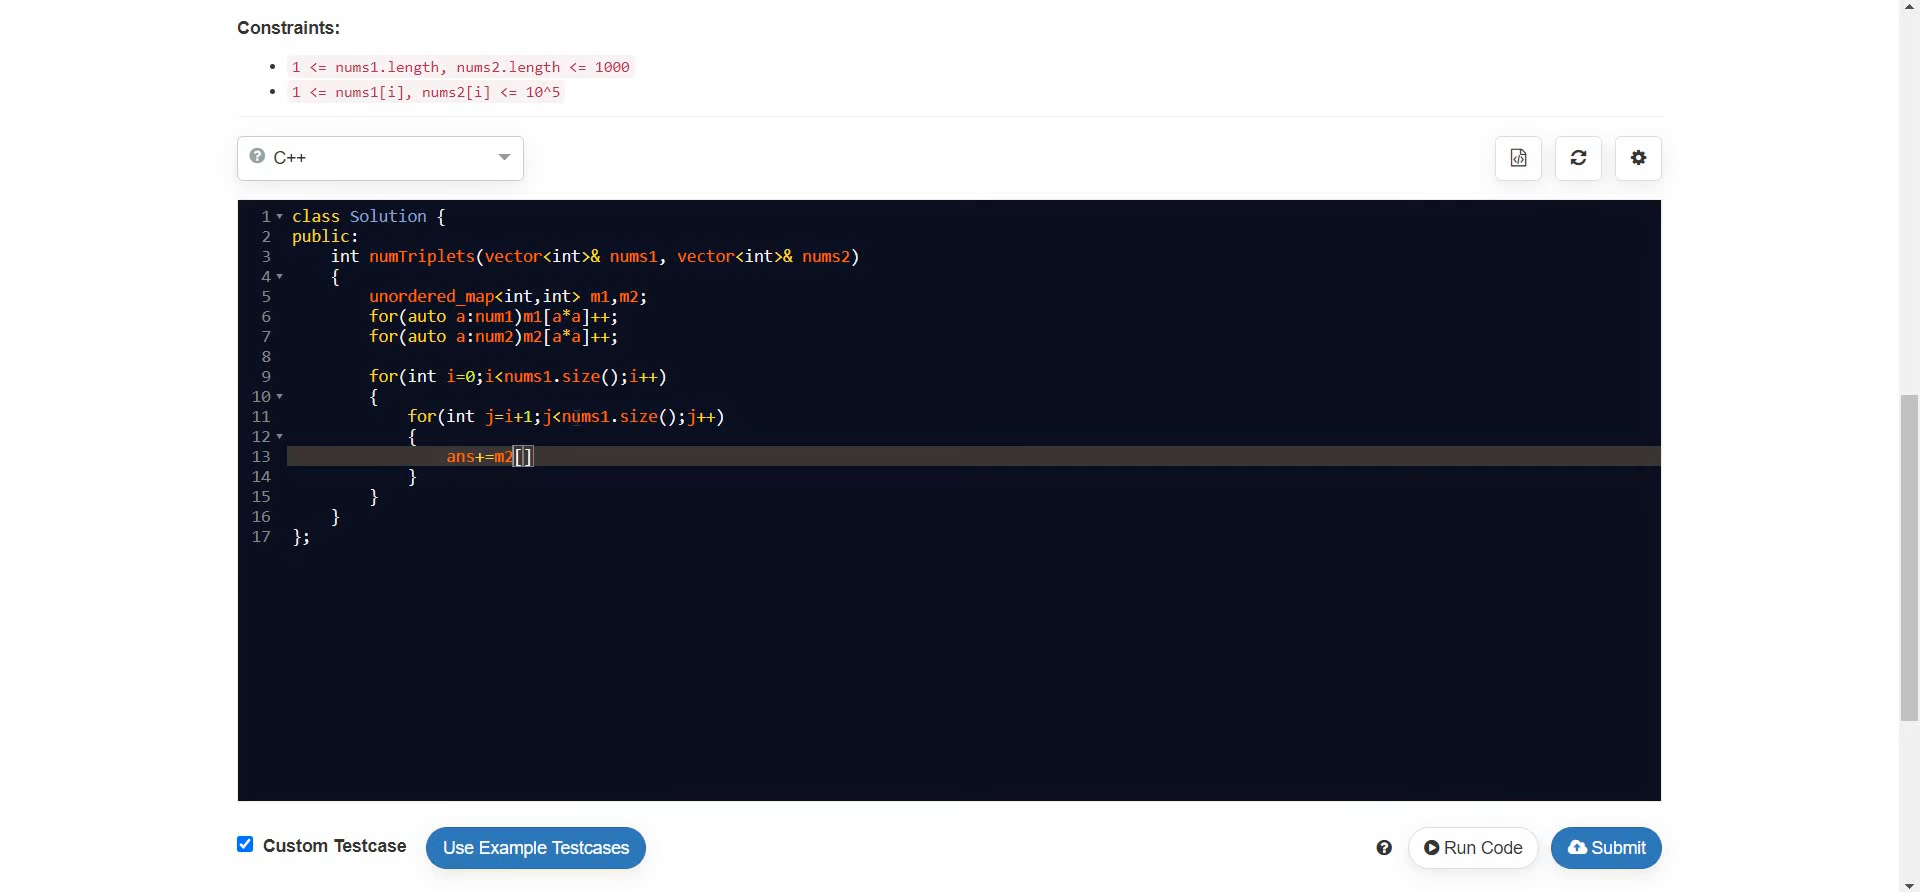 Constraints:
1 <= nums1.length, nums2.length <= 1000
1 <= nums1[i], nums2[i] <= 10^5
C++
1 class Solution {
2 public:
3 int numTriplets(vector<int>& nums1, vector<int>& nums2)
4 {
5 unordered_map<int,int> m1,m2;
6 for(auto a:num1)m1[a*a]++;
7 for(auto a:num2)m2[a*a]++;
8
9 for(int i=0;i<nums1.size();i++)
10 {
11 for(int j=i+1;j<nums1.size();j++)
12 {
13 ans+=m2[]
14 }
15 }
16 }
17 };
Custom Testcase Use Example Testcases Run Code Submit